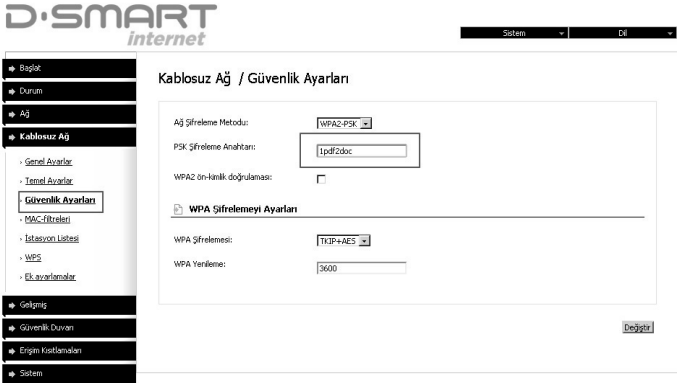 D·SMART
internet
Sistem
Dil
Başlat
Durum
Ağ
Kablosuz Ağ
Genel Ayarlar
Temel Ayarlar
Güvenlik Ayarları
MAC-filtreleri
İstasyon Listesi
WPS
Ek ayarlamalar
Gelişmiş
Güvenlik Duvarı
Erişim Kısıtlamaları
Sistem
Kablosuz Ağ / Güvenlik Ayarları
Ağ Şifreleme Metodu: WPA2-PSK
PSK Şifreleme Anahtarı: 1pdf2doc
WPA2 ön-kimlik doğrulaması:
WPA Şifrelemeyi Ayarları
WPA Şifrelemesi: TKIP+AES
WPA Yenileme: 3600
Değiştir